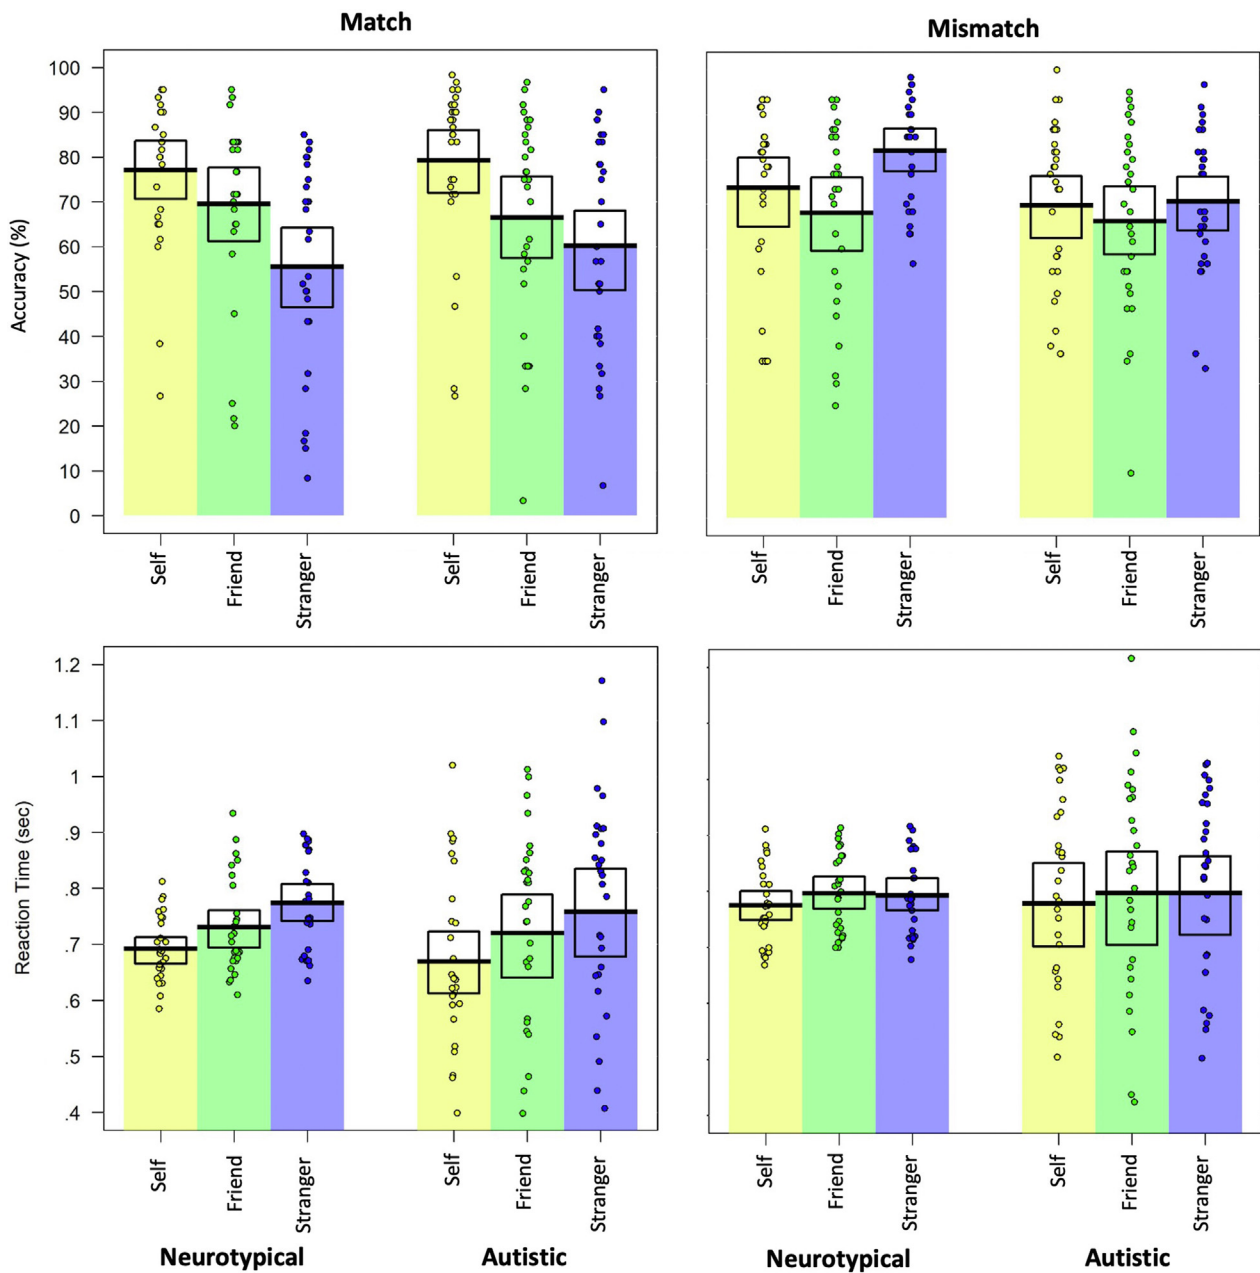 Match
Mismatch
Accuracy (%)
100
90
80
70
60
50
40
30
20
10
0
Self
Friend
Stranger
Self
Friend
Stranger
Self
Friend
Stranger
Self
Friend
Stranger
Reaction Time (sec)
1.2
1.1
1
.9
.8
.7
.6
.5
.4
Self
Friend
Stranger
Self
Friend
Stranger
Self
Friend
Stranger
Self
Friend
Stranger
Neurotypical
Autistic
Neurotypical
Autistic